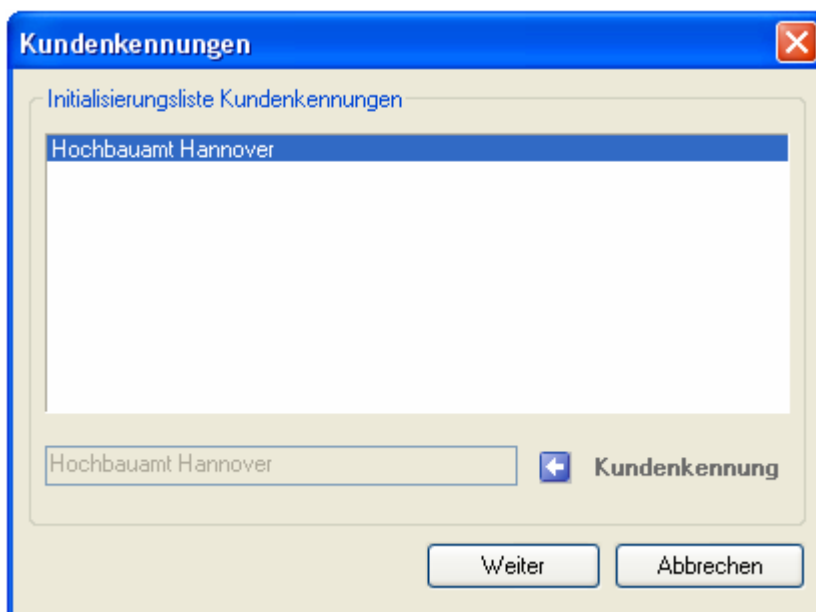 Kundenkennungen
Initialisierungsliste Kundenkennungen
Hochbauamt Hannover
Hochbauamt Hannover
Kundenkennung
Weiter
Abbrechen